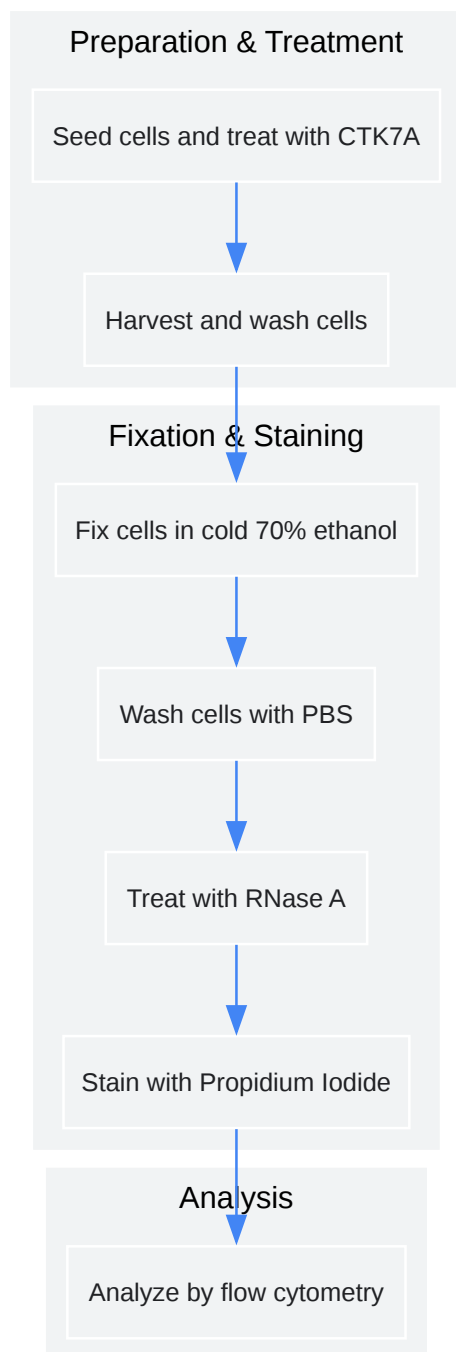 Preparation & Treatment
Seed cells and treat with CTK7A
Harvest and wash cells
Fixation & Staining
Fix cells in cold 70% ethanol
Wash cells with PBS
Treat with RNase A
Stain with Propidium Iodide
Analysis
Analyze by flow cytometry